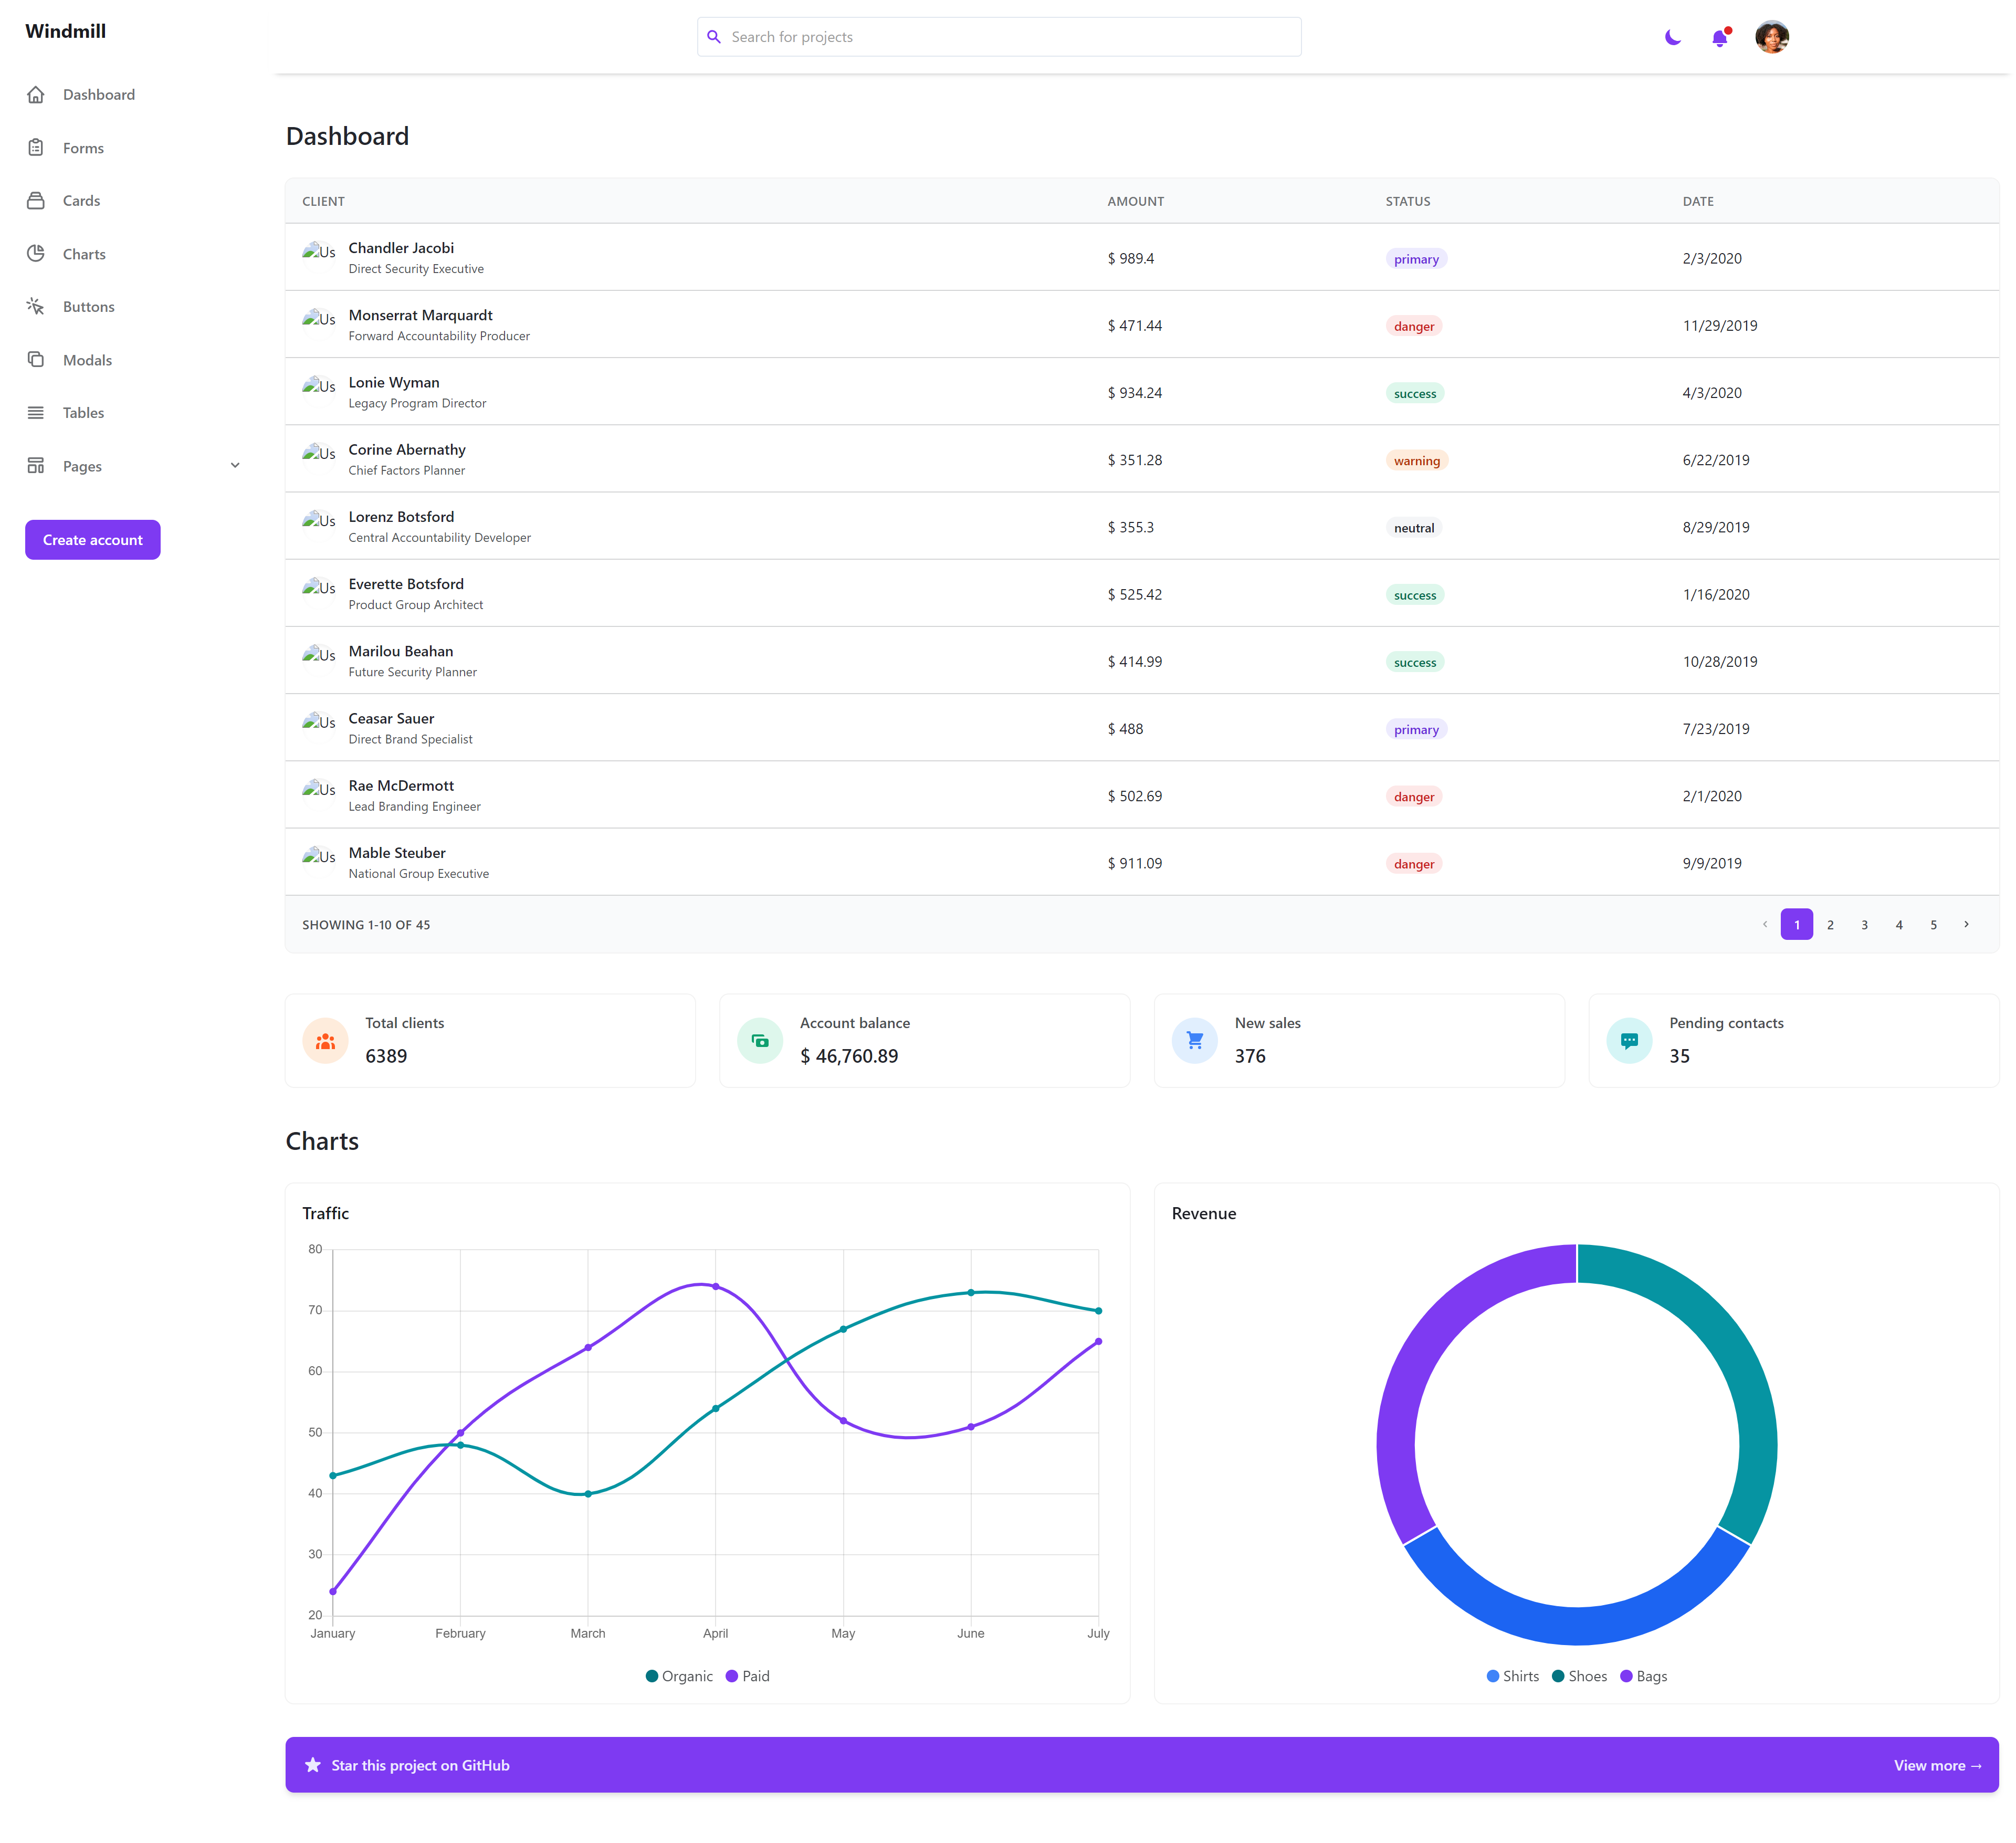 Windmill
Search for projects
Dashboard
Forms
Cards
Charts
Buttons
Modals
Tables
Pages
Create account
Dashboard
CLIENT AMOUNT STATUS DATE
Us Chandler Jacobi
Direct Security Executive
$ 989.4 primary 2/3/2020
Us Monserrat Marquardt
Forward Accountability Producer
$ 471.44 danger 11/29/2019
Us Lonie Wyman
Legacy Program Director
$ 934.24 success 4/3/2020
Us Corine Abernathy
Chief Factors Planner
$ 351.28 warning 6/22/2019
Us Lorenz Botsford
Central Accountability Developer
$ 355.3 neutral 8/29/2019
Us Everette Botsford
Product Group Architect
$ 525.42 success 1/16/2020
Us Marilou Beahan
Future Security Planner
$ 414.99 success 10/28/2019
Us Ceasar Sauer
Direct Brand Specialist
$ 488 primary 7/23/2019
Us Rae McDermott
Lead Branding Engineer
$ 502.69 danger 2/1/2020
Us Mable Steuber
National Group Executive
$ 911.09 danger 9/9/2019
SHOWING 1-10 OF 45
1 2 3 4 5
Total clients
6389
Account balance
$ 46,760.89
New sales
376
Pending contacts
35
Charts
Traffic
80
70
60
50
40
30
20
January February March April May June July
Organic Paid
Revenue
Shirts Shoes Bags
Star this project on GitHub
View more →